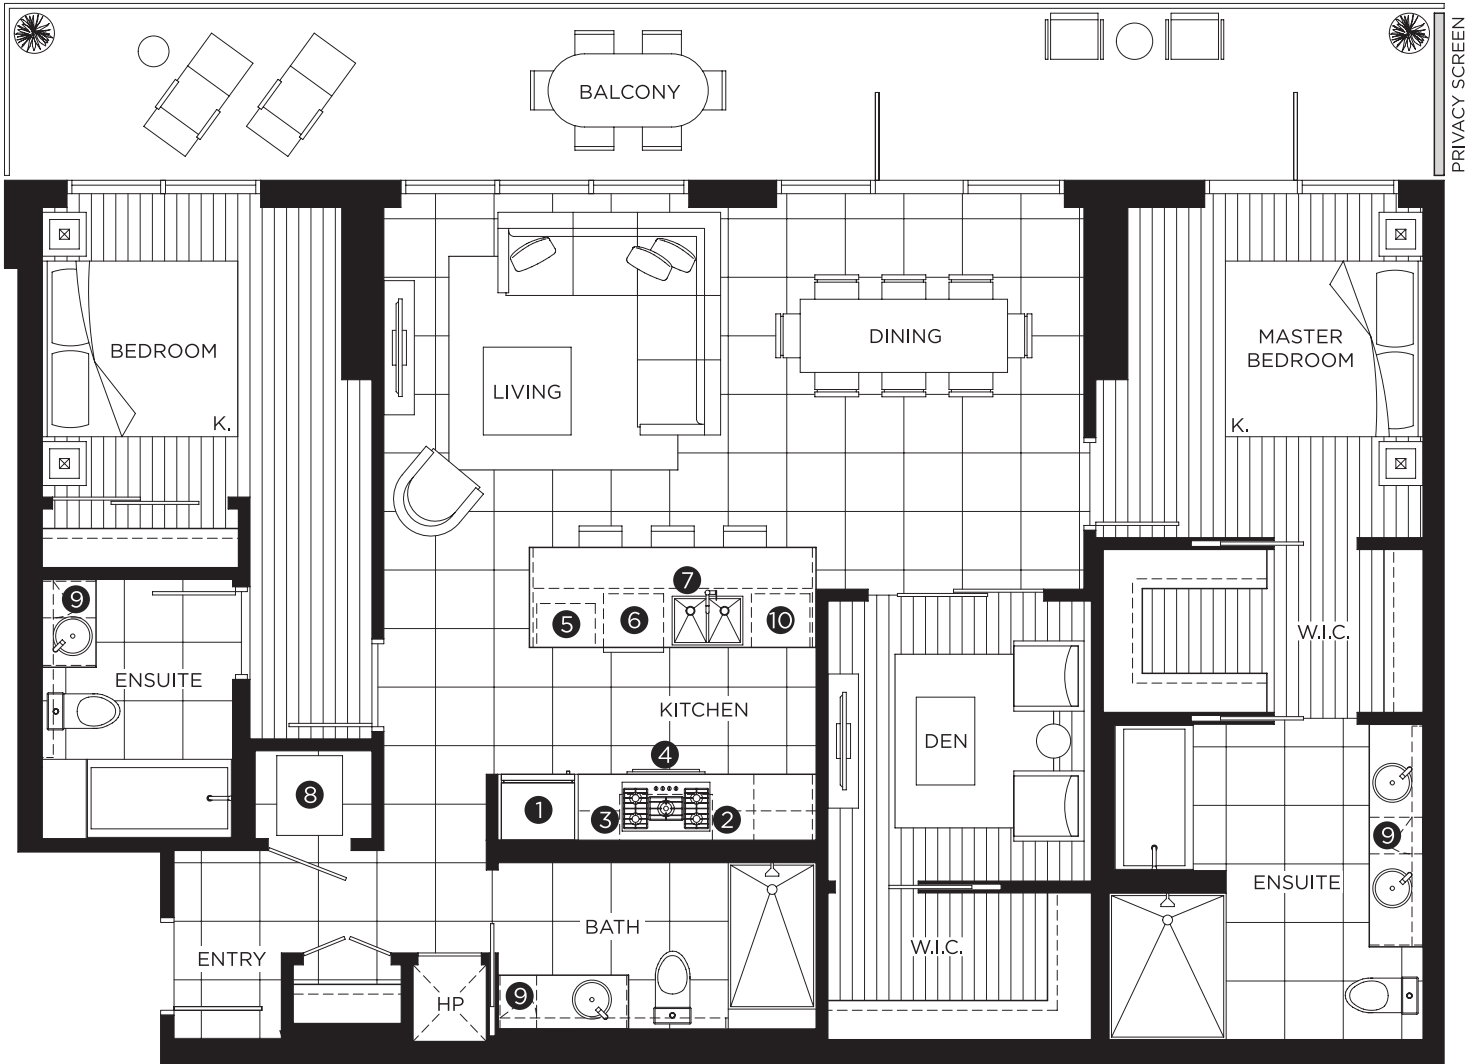 PRIVACY SCREEN
BALCONY
BEDROOM
K.
LIVING
DINING
MASTER
BEDROOM
K.
9
ENSUITE
7
5
6
10
W.I.C.
KITCHEN
DEN
4
8
1
3
2
9
ENSUITE
BATH
W.I.C.
ENTRY
HP
9